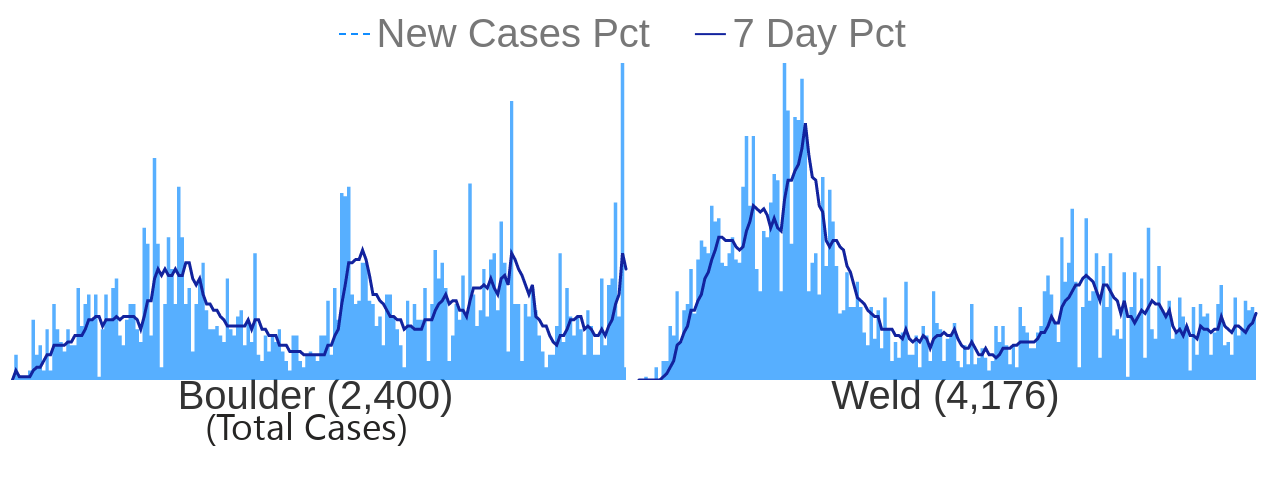 New Cases Pct 7 Day Pct
Boulder (2,400) Weld (4,176)
(Total Cases)